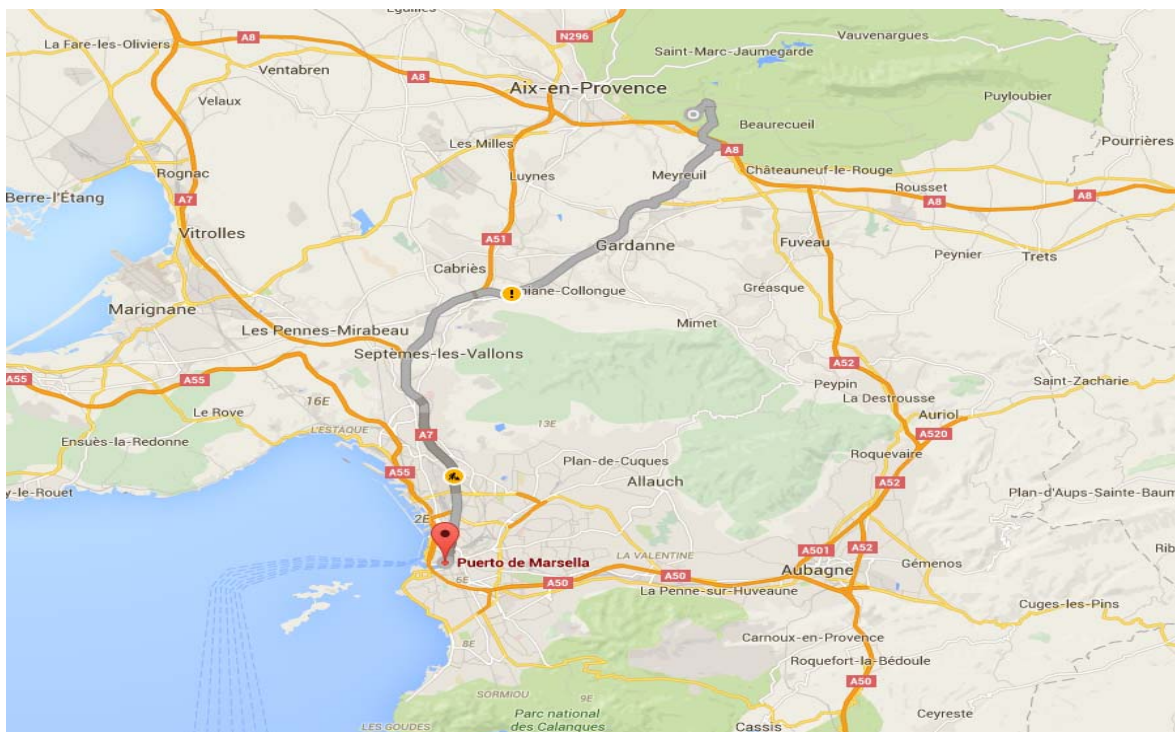 Éguilles
N296
Vauvenargues
La Fare-les-Oliviers
A8
Saint-Marc-Jaumegarde
Ventabren
A8
Aix-en-Provence
Velaux
Puyloubier
Beaurecueil
Les Milles
A8
Pourrières
Rognac
Luynes
Meyreuil
Châteauneuf-le-Rouge
Berre-l'Étang
A7
Rousset
A8
A8
Vitrolles
A51
Gardanne
Fuveau
Peynier
Trets
Cabriès
Gréasque
Marignane
miane-Collongue
Mimet
Les Pennes-Mirabeau
Septèmes-les-Vallons
A52
A55
A55
Peypin
Saint-Zacharie
16E
La Destrousse
Le Rove
Auriol
L'ESTAQUE
13E
A7
A520
Ensuès-la-Redonne
Roquevaire
A55
Plan-de-Cuques
Allauch
A52
y-le-Rouet
Plan-d'Aups-Sainte-Baum
2E
A501
A52
Rib
LA VALENTINE
Puerto de Marsella
Aubagne
Gémenos
6E
A50
A50
La Penne-sur-Huveaune
Cuges-les-Pins
8E
Carnoux-en-Provence
Roquefort-la-Bédoule
A50
SORMIOU
9E
Parc national
des Calanques
LES GOUDES
Cassis
Ceyreste